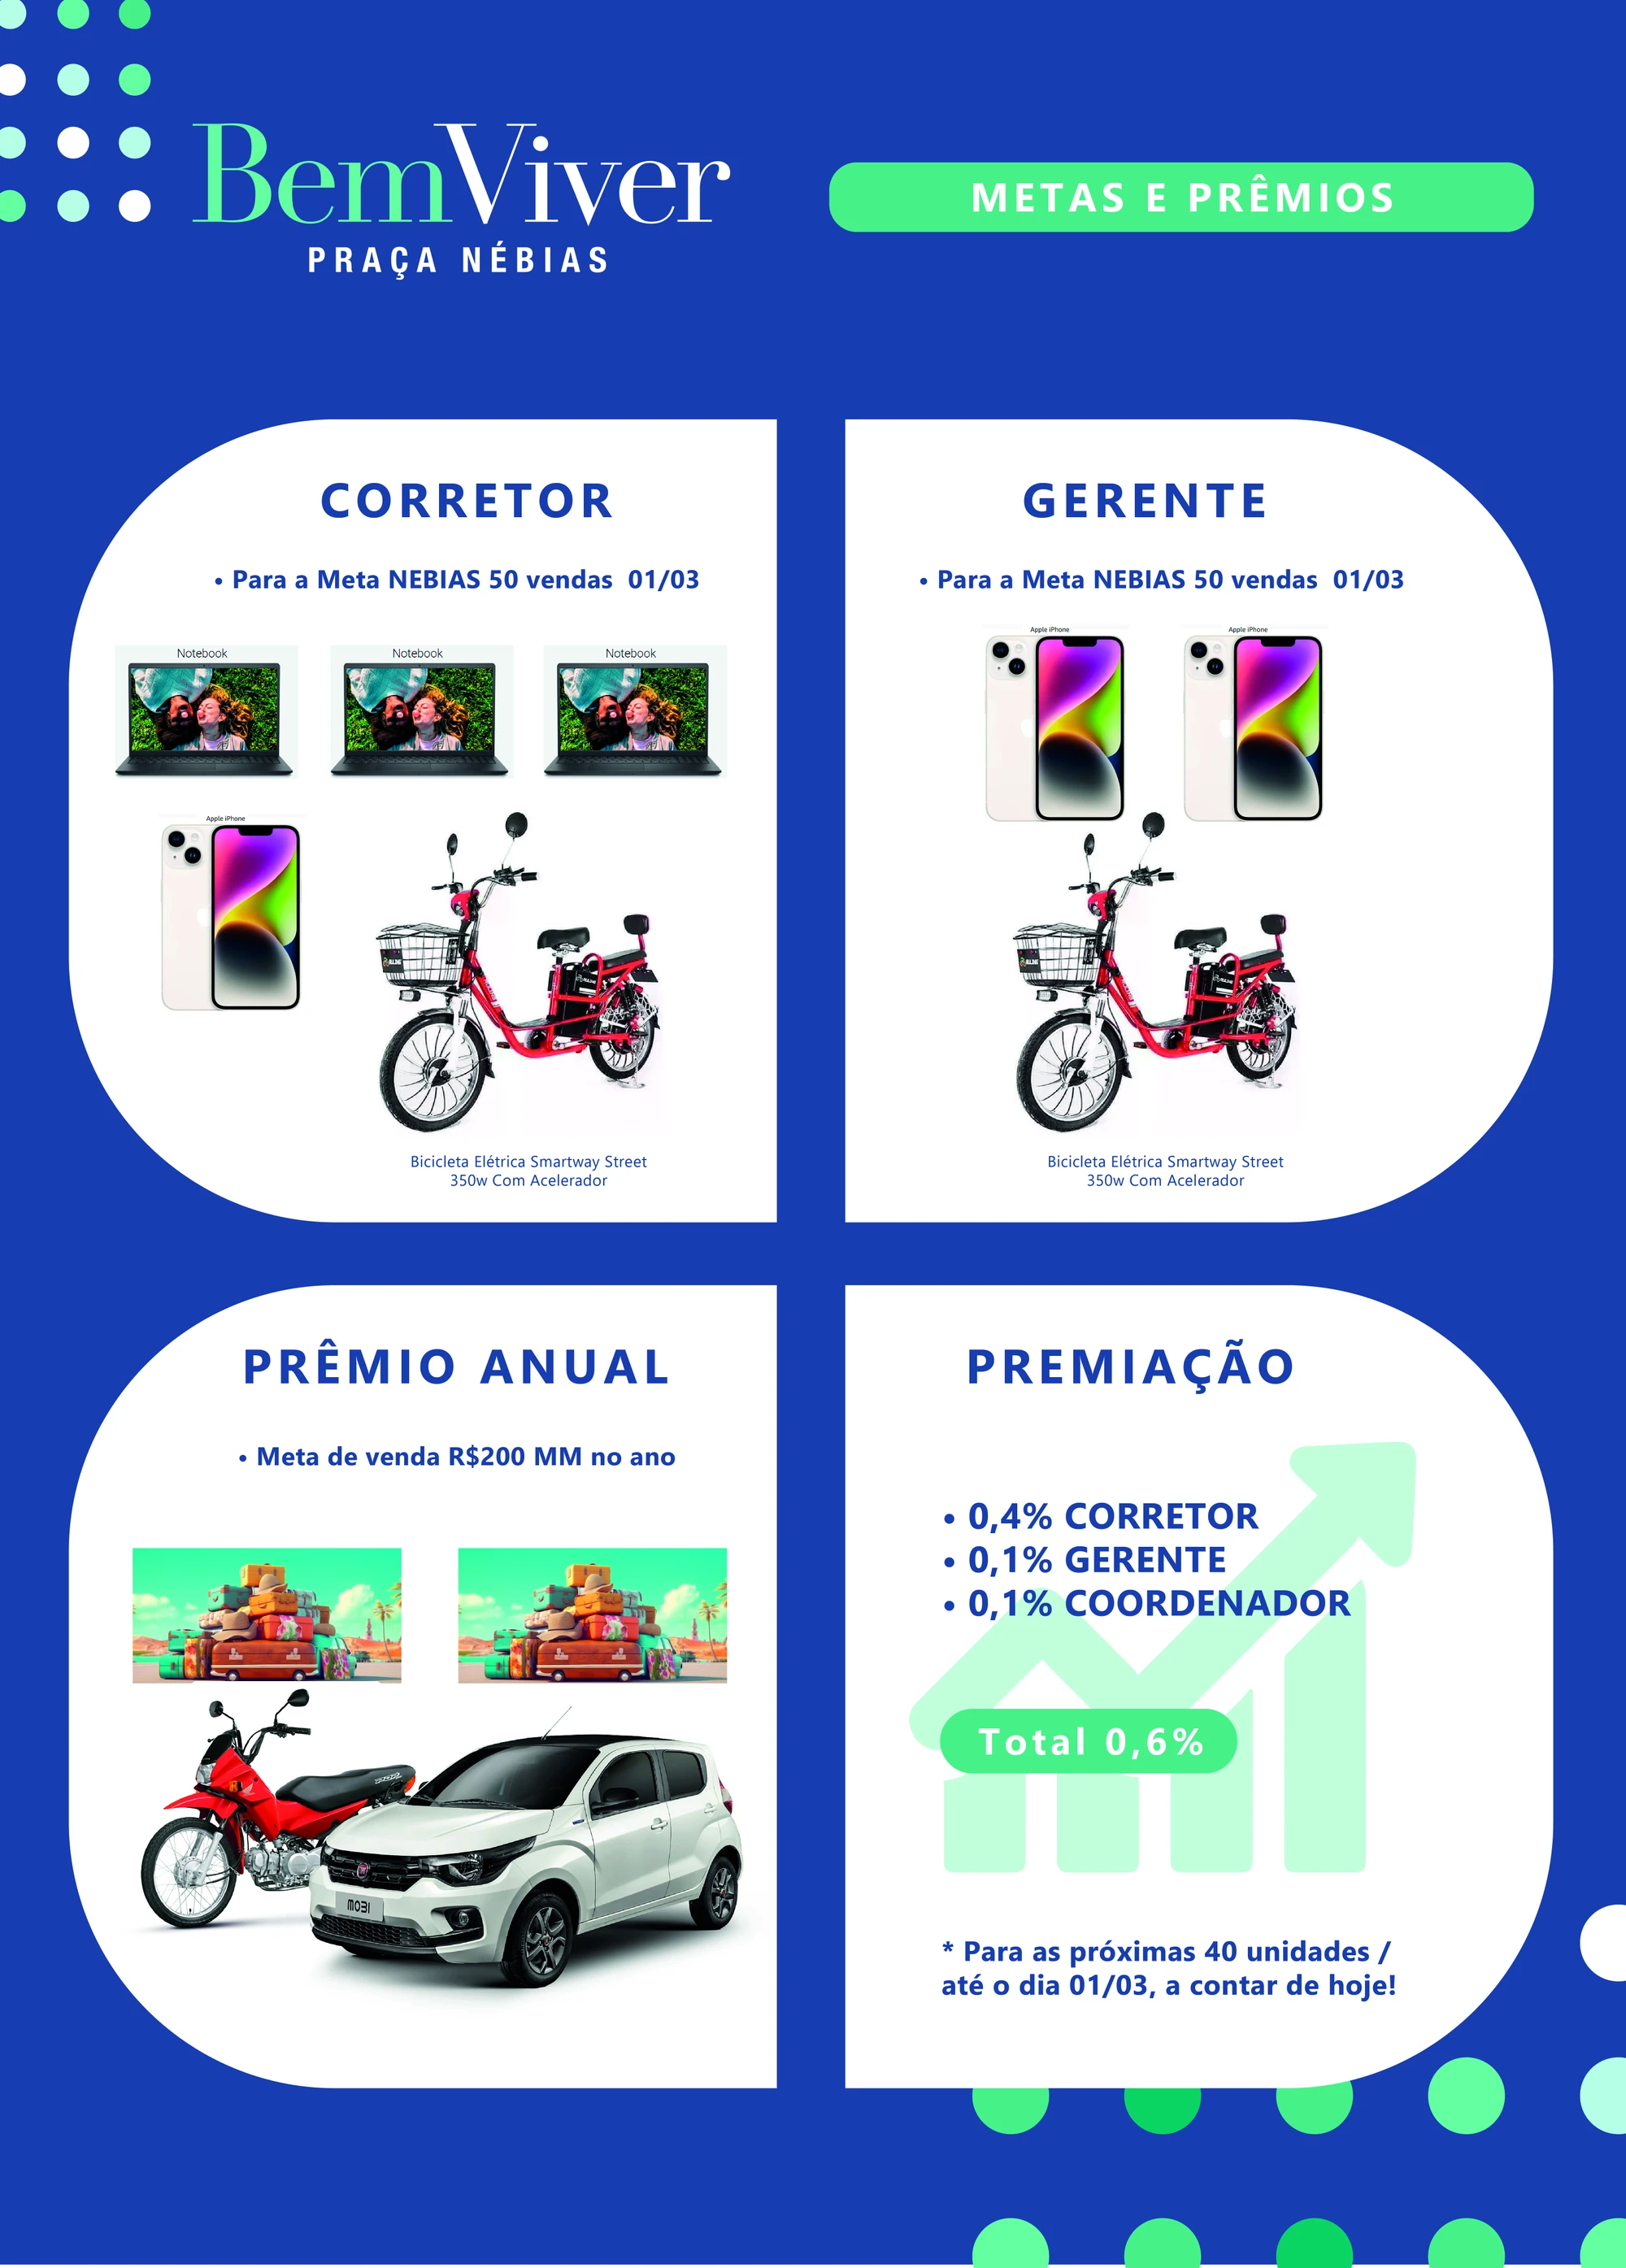 BemViver
PRAÇA NÉBIAS
METAS E PRÊMIOS
CORRETOR
• Para a Meta NEBIAS 50 vendas 01/03
Notebook
Notebook
Notebook
Apple iPhone
Bicicleta Elétrica Smartway Street
350w Com Acelerador
GERENTE
• Para a Meta NEBIAS 50 vendas 01/03
Apple iPhone
Apple iPhone
Bicicleta Elétrica Smartway Street
350w Com Acelerador
PRÊMIO ANUAL
• Meta de venda R$200 MM no ano
MOBI
PREMIAÇÃO
• 0,4% CORRETOR
• 0,1% GERENTE
• 0,1% COORDENADOR
Total 0,6%
* Para as próximas 40 unidades /
até o dia 01/03, a contar de hoje!